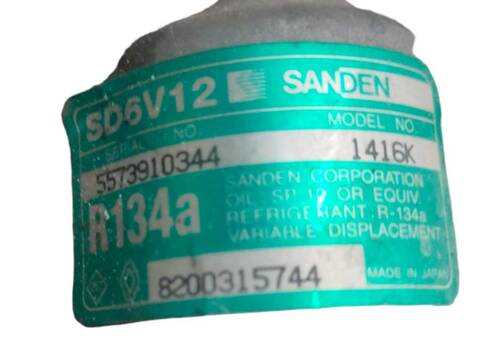 SD6V12 SANDEN
SERIAL NO. MODEL NO.
5573910344 1416K
R134a
SANDEN CORPORATION
OIL SP-10 OR EQUIV.
REFRIGERANT R-134a
VARIABLE DISPLACEMENT
8200315744
MADE IN JAPAN